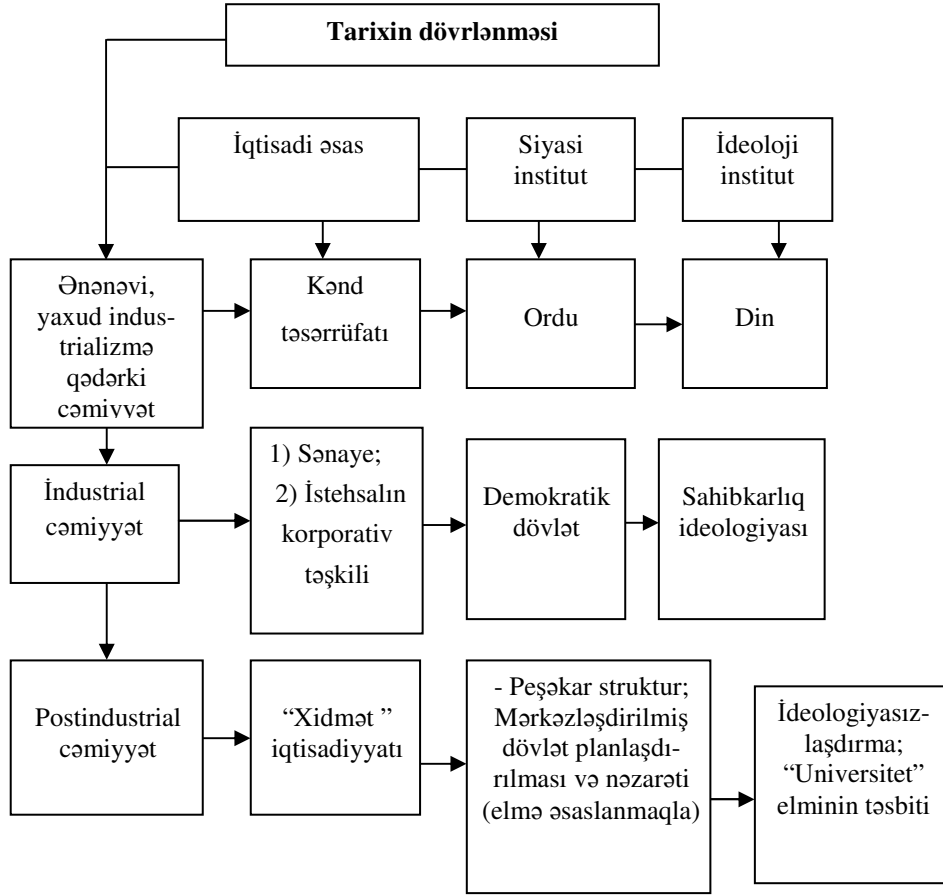 Tarixin dövrlənməsi
İqtisadi əsas
Siyasi
institut
İdeoloji
institut
Ənənəvi,
yaxud indus-
trializmə
qədərki
cəmiyyət
Kənd
təsərrüfatı
Ordu
Din
İndustrial
cəmiyyət
1) Sənaye;
2) İstehsalın
korporativ
təşkili
Demokratik
dövlət
Sahibkarlıq
ideologiyası
Postindustrial
cəmiyyət
“Xidmət ”
iqtisadiyyatı
- Peşəkar struktur;
Mərkəzləşdirilmiş
dövlət planlaşdı-
rılması və nəzarəti
(elmə əsaslanmaqla)
İdeologiyasız-
laşdırma;
“Universitet”
elminin təsbiti